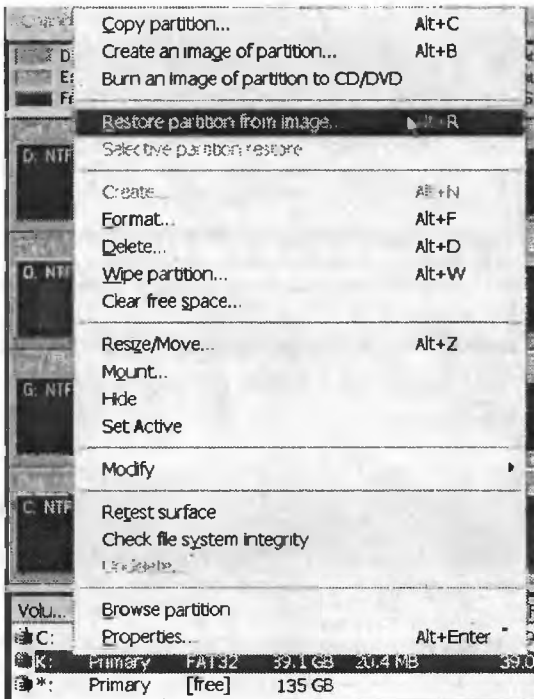 Copy partition... Alt+C
Create an image of partition... Alt+B
Burn an image of partition to CD/DVD
Restore partition from image... Alt+R
Selective partition restore
Create... Alt+N
Format... Alt+F
Delete... Alt+D
Wipe partition... Alt+W
Clear free space...
Resize/Move... Alt+Z
Mount...
Hide
Set Active
Modify
Retest surface
Check file system integrity
Undelete...
Browse partition
Properties... Alt+Enter
D: NTF
G: NTF
C: NTF
Volu...
C:
K: Primary FAT32 39.1 GB 20.4 MB 39.0
*: Primary [free] 135 GB